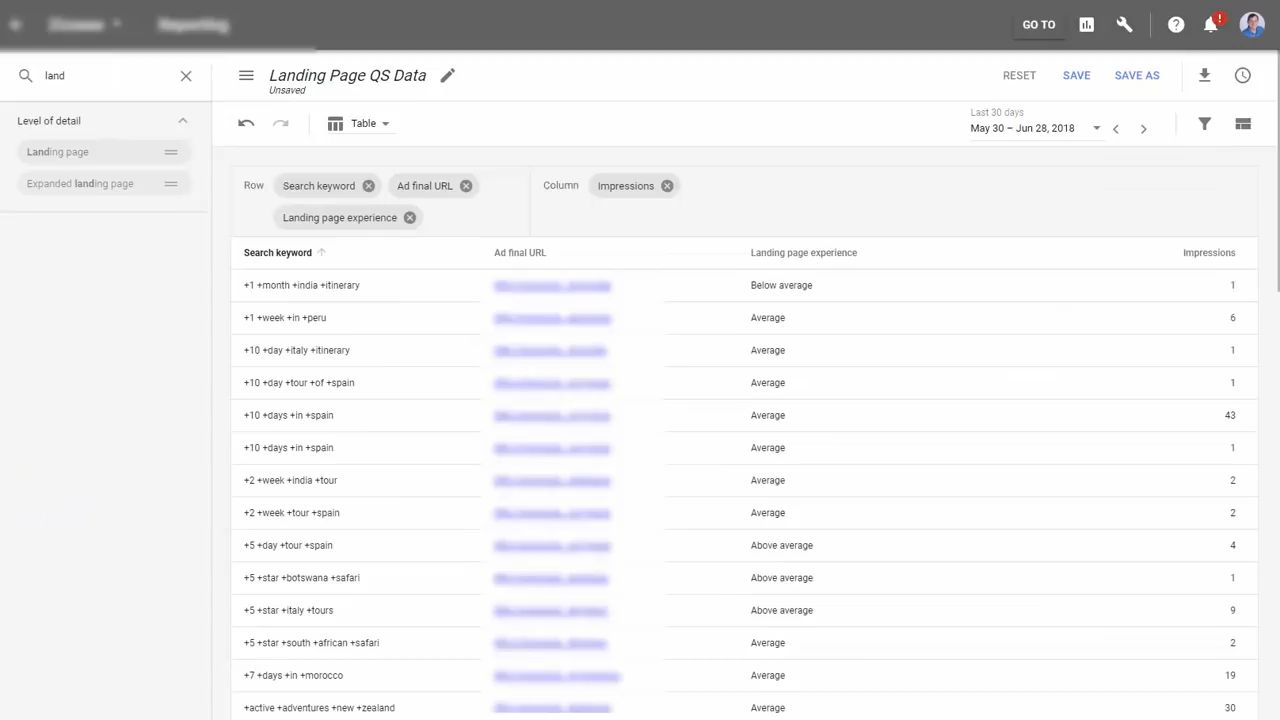 GO TO
land
Landing Page QS Data
Unsaved
RESET SAVE SAVE AS
Level of detail
Landing page
Expanded landing page
Table
Last 30 days
May 30 – Jun 28, 2018
Row Search keyword Ad final URL
Landing page experience
Column Impressions
Search keyword Ad final URL Landing page experience Impressions
+1 +month +india +itinerary Below average 1
+1 +week +in +peru Average 6
+10 +day +italy +itinerary Average 1
+10 +day +tour +of +spain Average 1
+10 +days +in +spain Average 43
+10 +days +in +spain Average 1
+2 +week +india +tour Average 2
+2 +week +tour +spain Average 2
+5 +day +tour +spain Above average 4
+5 +star +botswana +safari Above average 1
+5 +star +italy +tours Above average 9
+5 +star +south +african +safari Average 2
+7 +days +in +morocco Average 19
+active +adventures +new +zealand Average 30